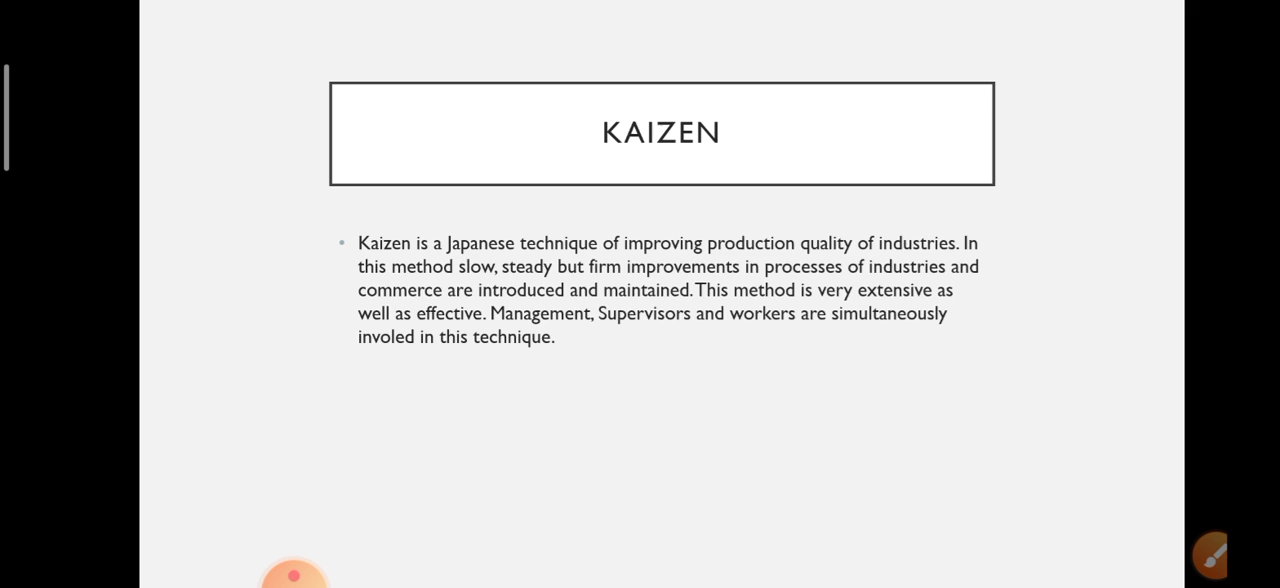 KAIZEN
• Kaizen is a Japanese technique of improving production quality of industries. In
this method slow, steady but firm improvements in processes of industries and
commerce are introduced and maintained. This method is very extensive as
well as effective. Management, Supervisors and workers are simultaneously
involed in this technique.